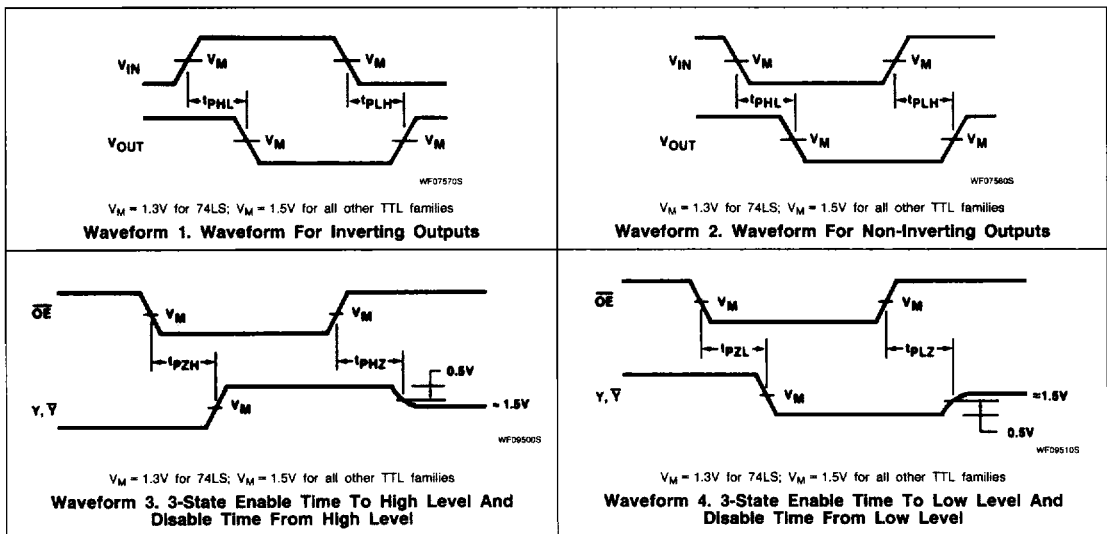 VIN
VM
VM
tPHL
tPLH
VOUT
VM
VM
WF07570S
VM = 1.3V for 74LS; VM = 1.5V for all other TTL families
Waveform 1. Waveform For Inverting Outputs
VIN
VM
VM
tPHL
tPLH
VOUT
VM
VM
WF07560S
VM = 1.3V for 74LS; VM = 1.5V for all other TTL families
Waveform 2. Waveform For Non-Inverting Outputs
O̅E̅
VM
VM
tPZH
tPHZ
0.5V
Y, Y̅
VM
≈ 1.5V
WF09500S
VM = 1.3V for 74LS; VM = 1.5V for all other TTL families
Waveform 3. 3-State Enable Time To High Level And
Disable Time From High Level
O̅E̅
VM
VM
tPZL
tPLZ
Y, Y̅
VM
≈1.5V
0.5V
WF09510S
VM = 1.3V for 74LS; VM = 1.5V for all other TTL families
Waveform 4. 3-State Enable Time To Low Level And
Disable Time From Low Level